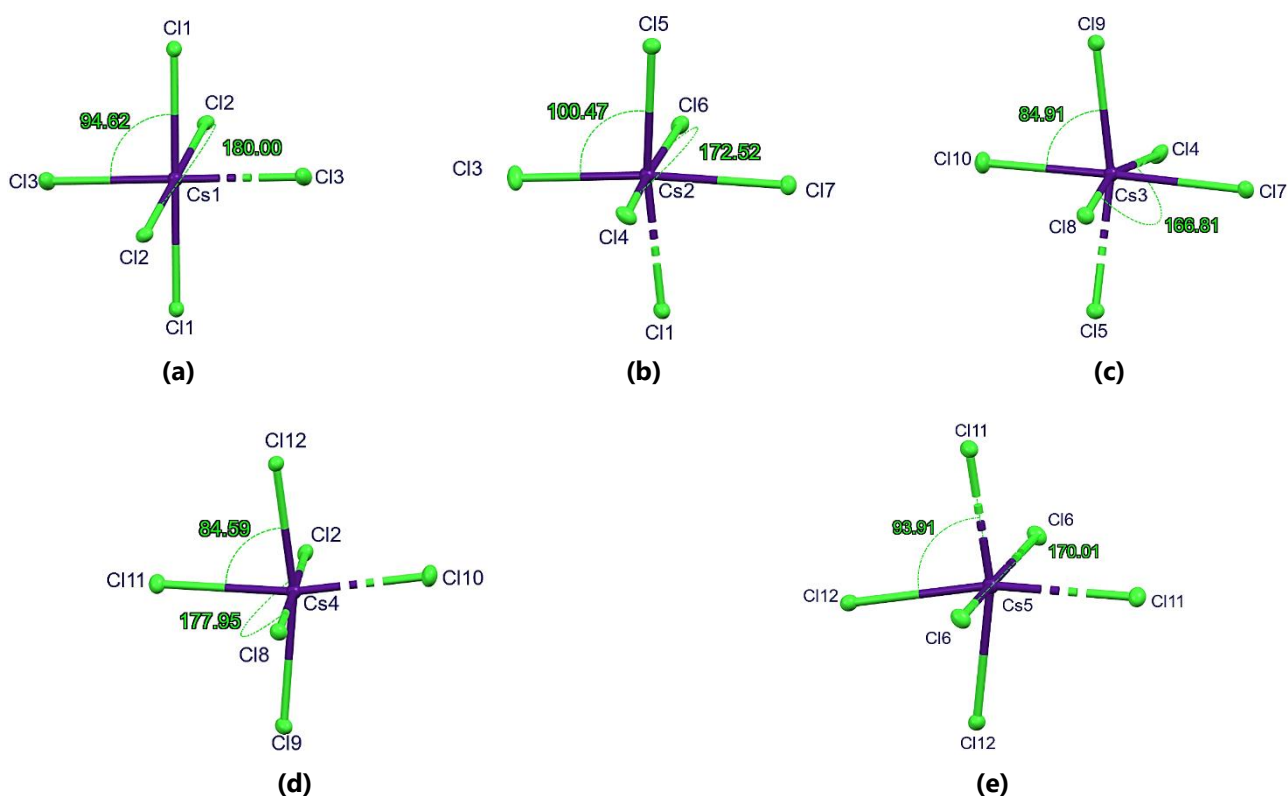 Cl1
Cl2
94.62
180.00
Cl3
Cl3
Cs1
Cl2
Cl1
(a)
Cl5
Cl6
100.47
172.52
Cl3
Cl7
Cs2
Cl4
Cl1
(b)
Cl9
84.91
Cl4
Cl10
Cl7
Cs3
Cl8
166.81
Cl5
(c)
Cl12
84.59
Cl2
Cl11
Cl10
Cs4
177.95
Cl8
Cl9
(d)
Cl11
Cl6
93.91
170.01
Cl12
Cs5
Cl11
Cl6
Cl12
(e)